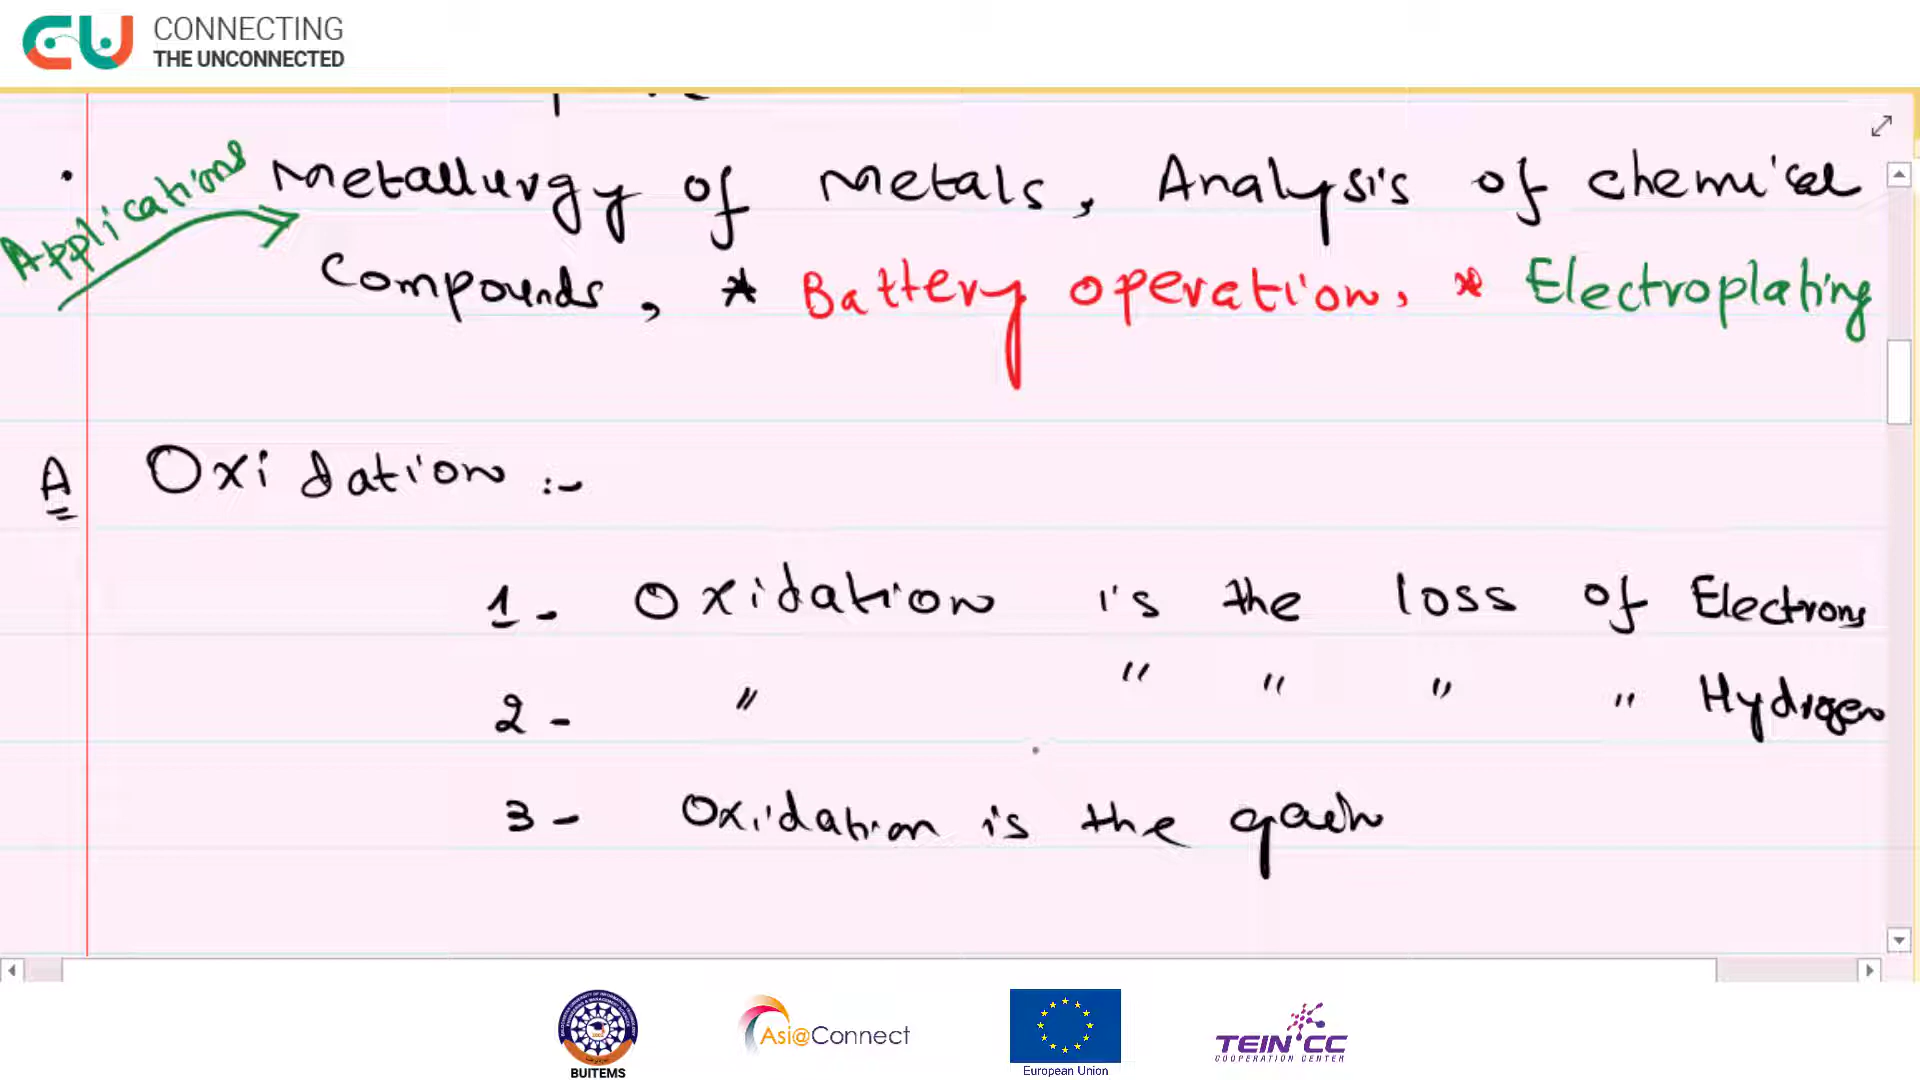 CONNECTING
THE UNCONNECTED
Applications
• Metallurgy of Metals, Analysis of chemical
Compounds, * Battery operation, * Electroplating
A Oxidation :-
1- Oxidation is the loss of Electrons
2- " " " " " Hydrogen
3- Oxidation is the gain
BUITEMS
Asi@Connect
European Union
TEIN*CC
COOPERATION CENTER